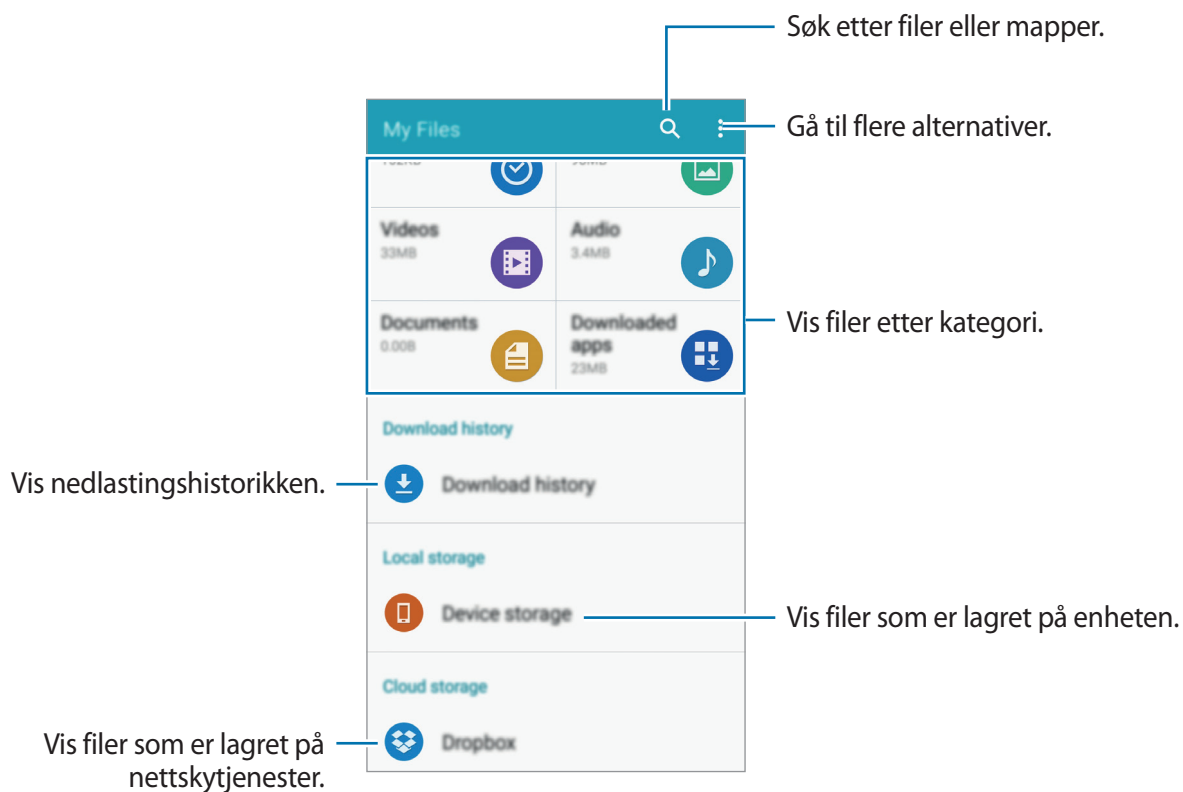 Søk etter filer eller mapper.
My Files
Gå til flere alternativer.
Videos
33MB
Audio
3.4MB
Vis filer etter kategori.
Documents
0.00B
Downloaded
apps
23MB
Download history
Vis nedlastingshistorikken.
Download history
Local storage
Device storage
Vis filer som er lagret på enheten.
Cloud storage
Vis filer som er lagret på
nettskytjenester.
Dropbox